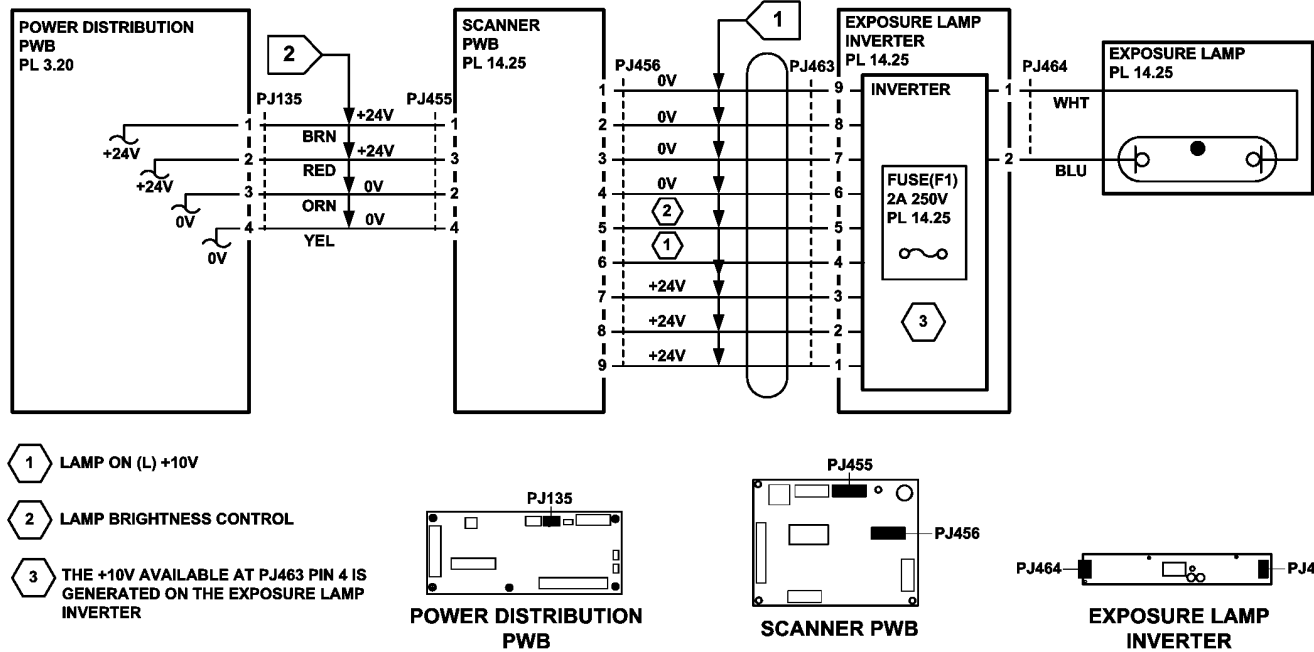 POWER DISTRIBUTION
PWB
PL 3.20
2
PJ135
PJ455
1
+24V
1
BRN
+24V
2
+24V
3
RED
+24V
3
0V
2
ORN
0V
4
0V
4
YEL
0V
SCANNER
PWB
PL 14.25
1
PJ456
PJ463
1
0V
9
2
0V
8
3
0V
7
4
0V
6
2
5
5
1
6
4
7
+24V
3
8
+24V
2
9
+24V
1
EXPOSURE LAMP
INVERTER
PL 14.25
INVERTER
FUSE(F1)
2A 250V
PL 14.25
3
PJ464
1
WHT
2
BLU
EXPOSURE LAMP
PL 14.25
1 LAMP ON (L) +10V
2 LAMP BRIGHTNESS CONTROL
3 THE +10V AVAILABLE AT PJ463 PIN 4 IS
GENERATED ON THE EXPOSURE LAMP
INVERTER
PJ135
POWER DISTRIBUTION
PWB
PJ455
PJ456
SCANNER PWB
PJ464
EXPOSURE LAMP
INVERTER